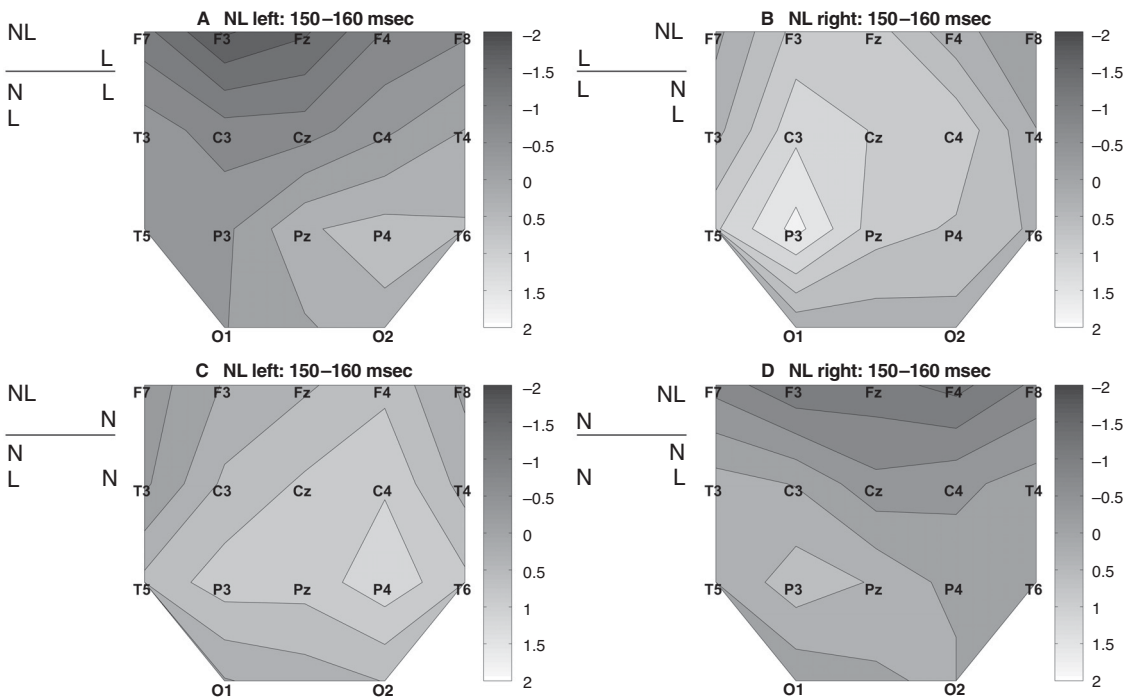 A NL left: 150–160 msec
NL
L
N L
L
F7 F3 Fz F4 F8
T3 C3 Cz C4 T4
T5 P3 Pz P4 T6
O1 O2
–2
–1.5
–1
–0.5
0
0.5
1
1.5
2
B NL right: 150–160 msec
NL
L
L N
L
F7 F3 Fz F4 F8
T3 C3 Cz C4 T4
T5 P3 Pz P4 T6
O1 O2
–2
–1.5
–1
–0.5
0
0.5
1
1.5
2
C NL left: 150–160 msec
NL
N
N
L N
F7 F3 Fz F4 F8
T3 C3 Cz C4 T4
T5 P3 Pz P4 T6
O1 O2
–2
–1.5
–1
–0.5
0
0.5
1
1.5
2
D NL right: 150–160 msec
NL
N
N
N L
F7 F3 Fz F4 F8
T3 C3 Cz C4 T4
T5 P3 Pz P4 T6
O1 O2
–2
–1.5
–1
–0.5
0
0.5
1
1.5
2